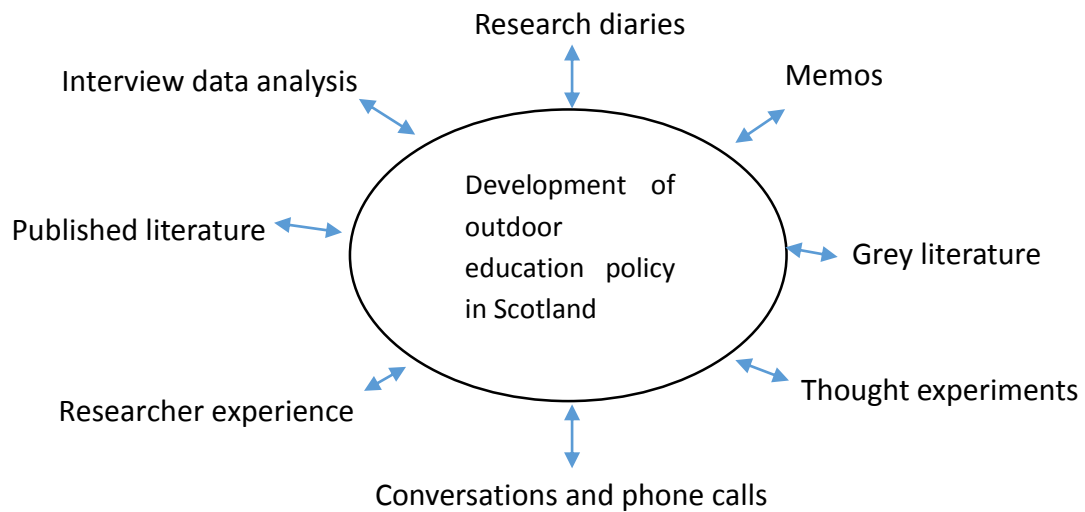 Research diaries
Interview data analysis
Memos
Development of
outdoor
education policy
in Scotland
Published literature
Grey literature
Researcher experience
Thought experiments
Conversations and phone calls